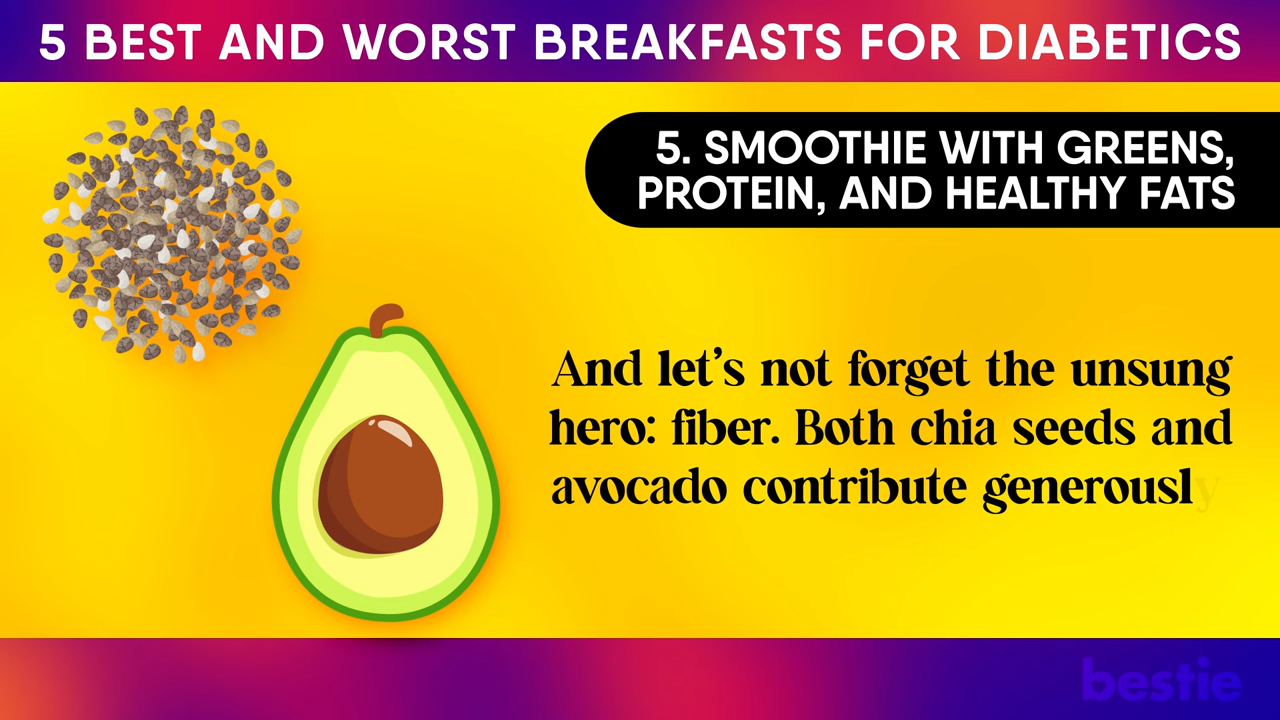 5 BEST AND WORST BREAKFASTS FOR DIABETICS
5. SMOOTHIE WITH GREENS,
PROTEIN, AND HEALTHY FATS
And let's not forget the unsung
hero: fiber. Both chia seeds and
avocado contribute generously
bestie